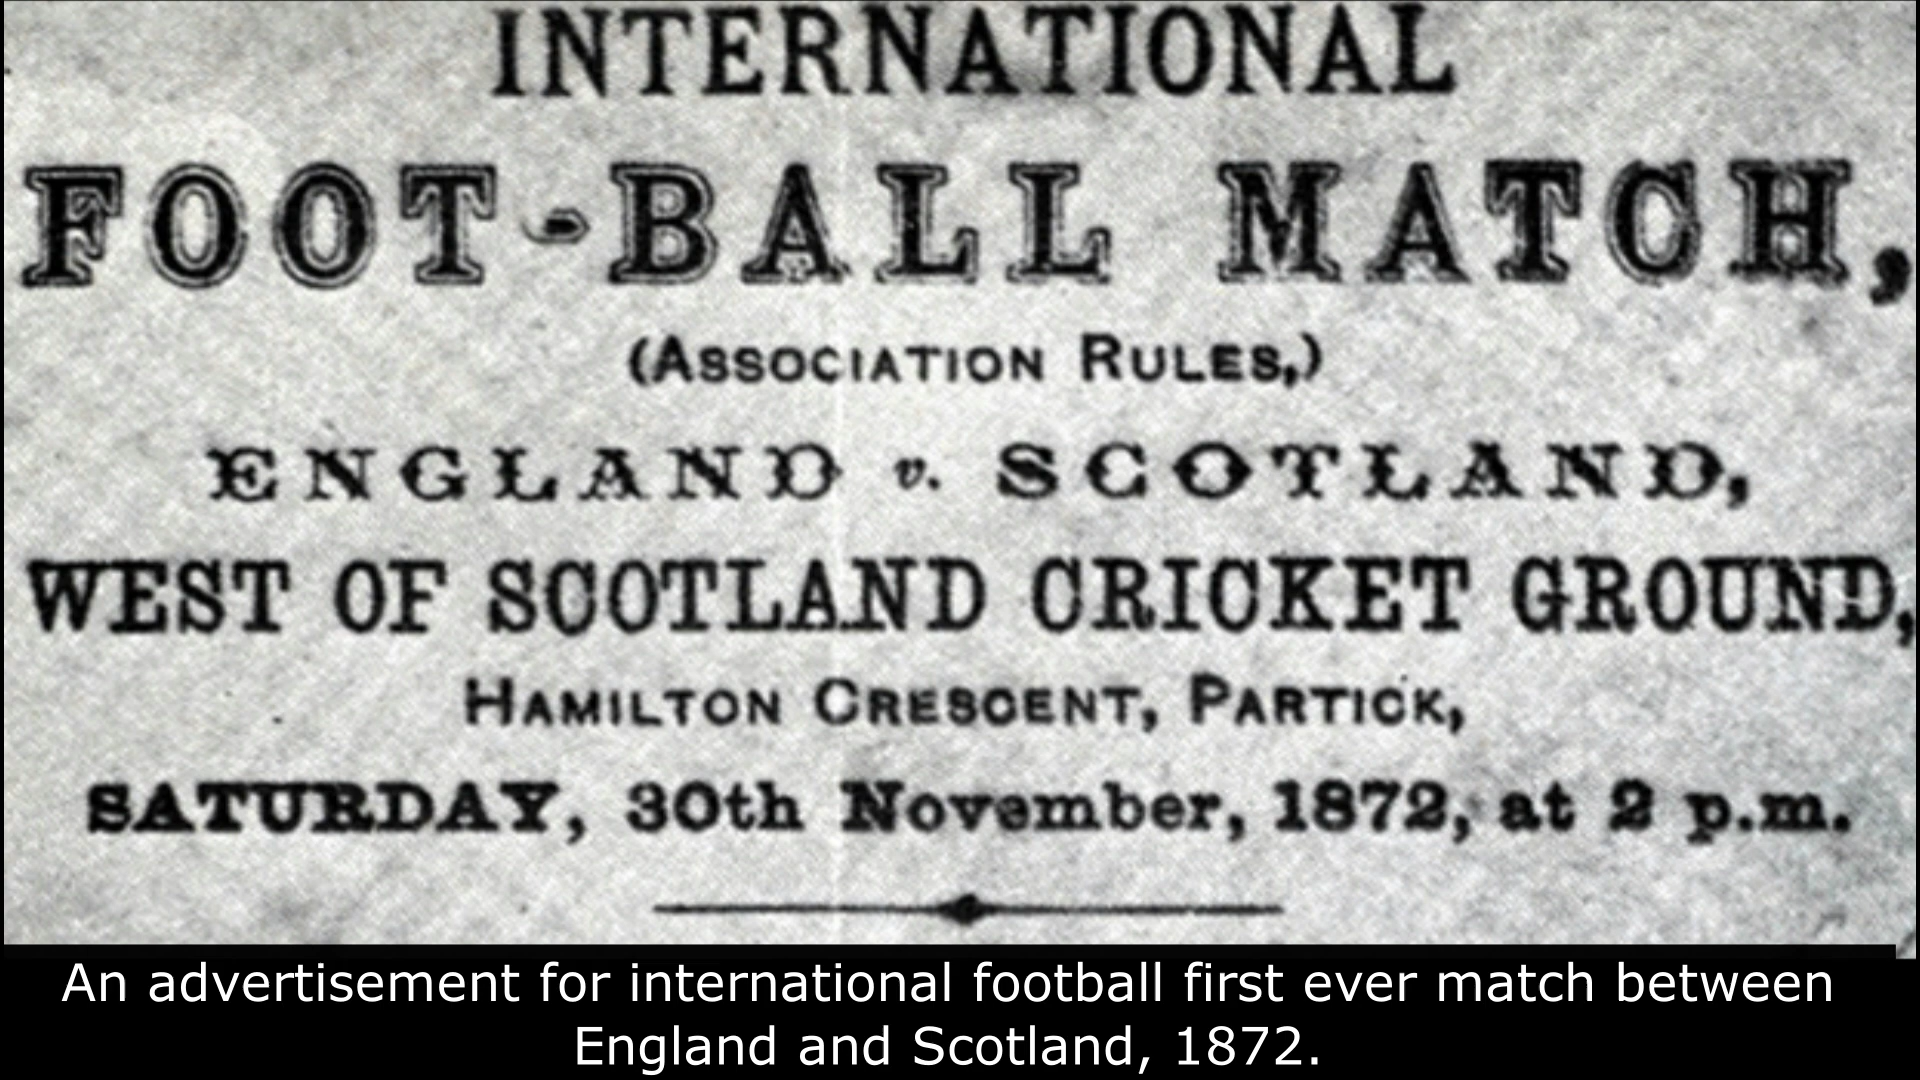 INTERNATIONAL
FOOT-BALL MATCH,
(ASSOCIATION RULES,)
ENGLAND v. SCOTLAND,
WEST OF SCOTLAND CRICKET GROUND,
HAMILTON CRESCENT, PARTICK,
SATURDAY, 30th November, 1872, at 2 p.m.
An advertisement for international football first ever match between
England and Scotland, 1872.